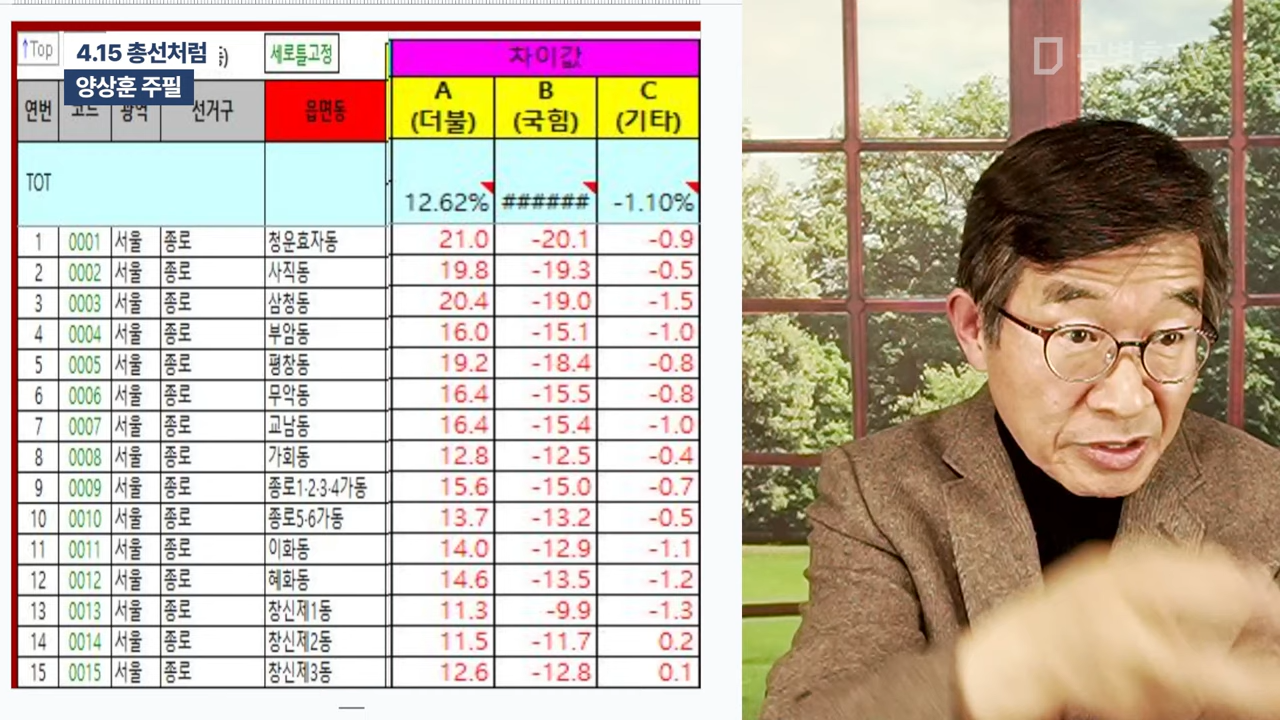 ↑Top
4.15 총선처럼
세로틀고정
차이값
양상훈 주필
연번 코드 광역 선거구 읍면동 A (더불) B (국힘) C (기타)
TOT 12.62% ###### -1.10%
1 0001 서울 종로 청운효자동 21.0 -20.1 -0.9
2 0002 서울 종로 사직동 19.8 -19.3 -0.5
3 0003 서울 종로 삼청동 20.4 -19.0 -1.5
4 0004 서울 종로 부암동 16.0 -15.1 -1.0
5 0005 서울 종로 평창동 19.2 -18.4 -0.8
6 0006 서울 종로 무악동 16.4 -15.5 -0.8
7 0007 서울 종로 교남동 16.4 -15.4 -1.0
8 0008 서울 종로 가회동 12.8 -12.5 -0.4
9 0009 서울 종로 종로1·2·3·4가동 15.6 -15.0 -0.7
10 0010 서울 종로 종로5·6가동 13.7 -13.2 -0.5
11 0011 서울 종로 이화동 14.0 -12.9 -1.1
12 0012 서울 종로 혜화동 14.6 -13.5 -1.2
13 0013 서울 종로 창신제1동 11.3 -9.9 -1.3
14 0014 서울 종로 창신제2동 11.5 -11.7 0.2
15 0015 서울 종로 창신제3동 12.6 -12.8 0.1